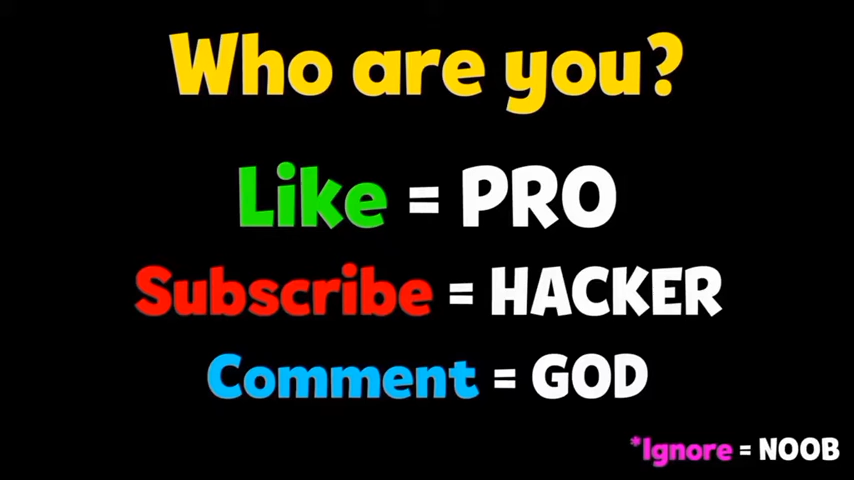 Who are you?
Like = PRO
Subscribe = HACKER
Comment = GOD
*Ignore = NOOB